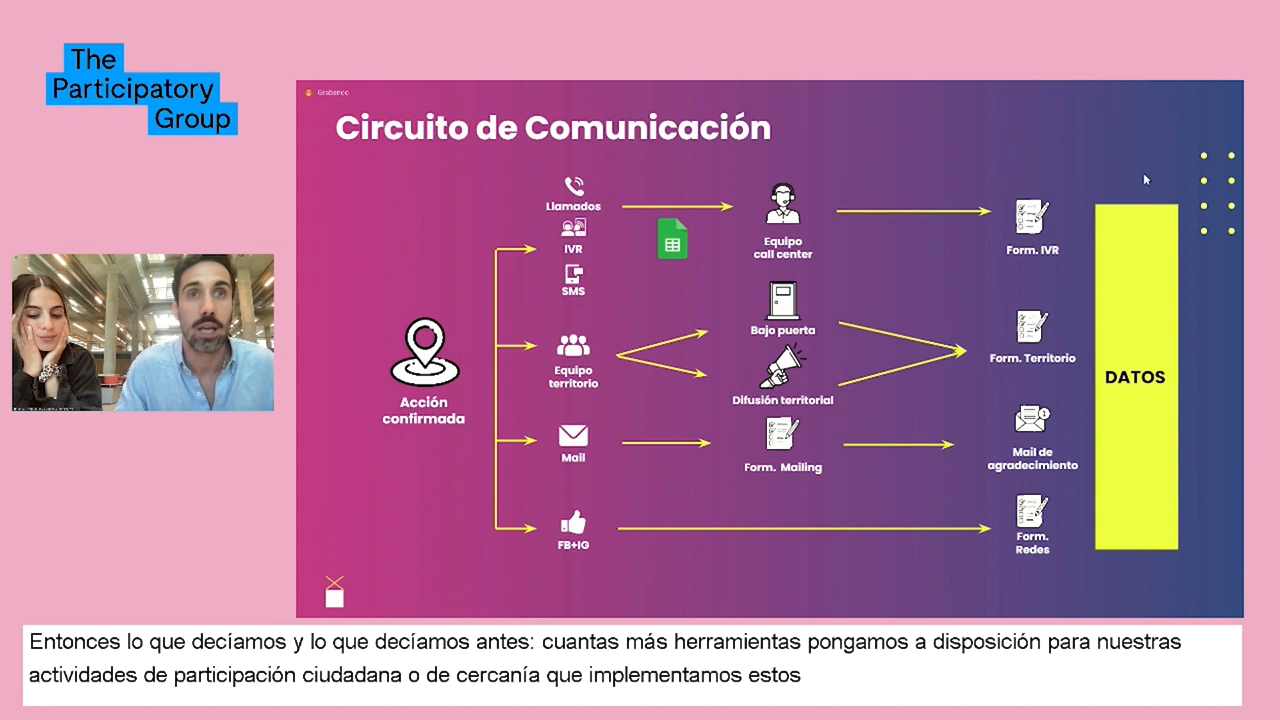 The
Participatory
Group
Grabando
Circuito de Comunicación
Llamados
IVR
SMS
Equipo
call center
Form. IVR
Acción
confirmada
Equipo
territorio
Bajo puerta
Difusión territorial
Form. Territorio
DATOS
Mail
Form. Mailing
Mail de
agradecimiento
1
FB+IG
Form.
Redes
Entonces lo que decíamos y lo que decíamos antes: cuantas más herramientas pongamos a disposición para nuestras
actividades de participación ciudadana o de cercanía que implementamos estos